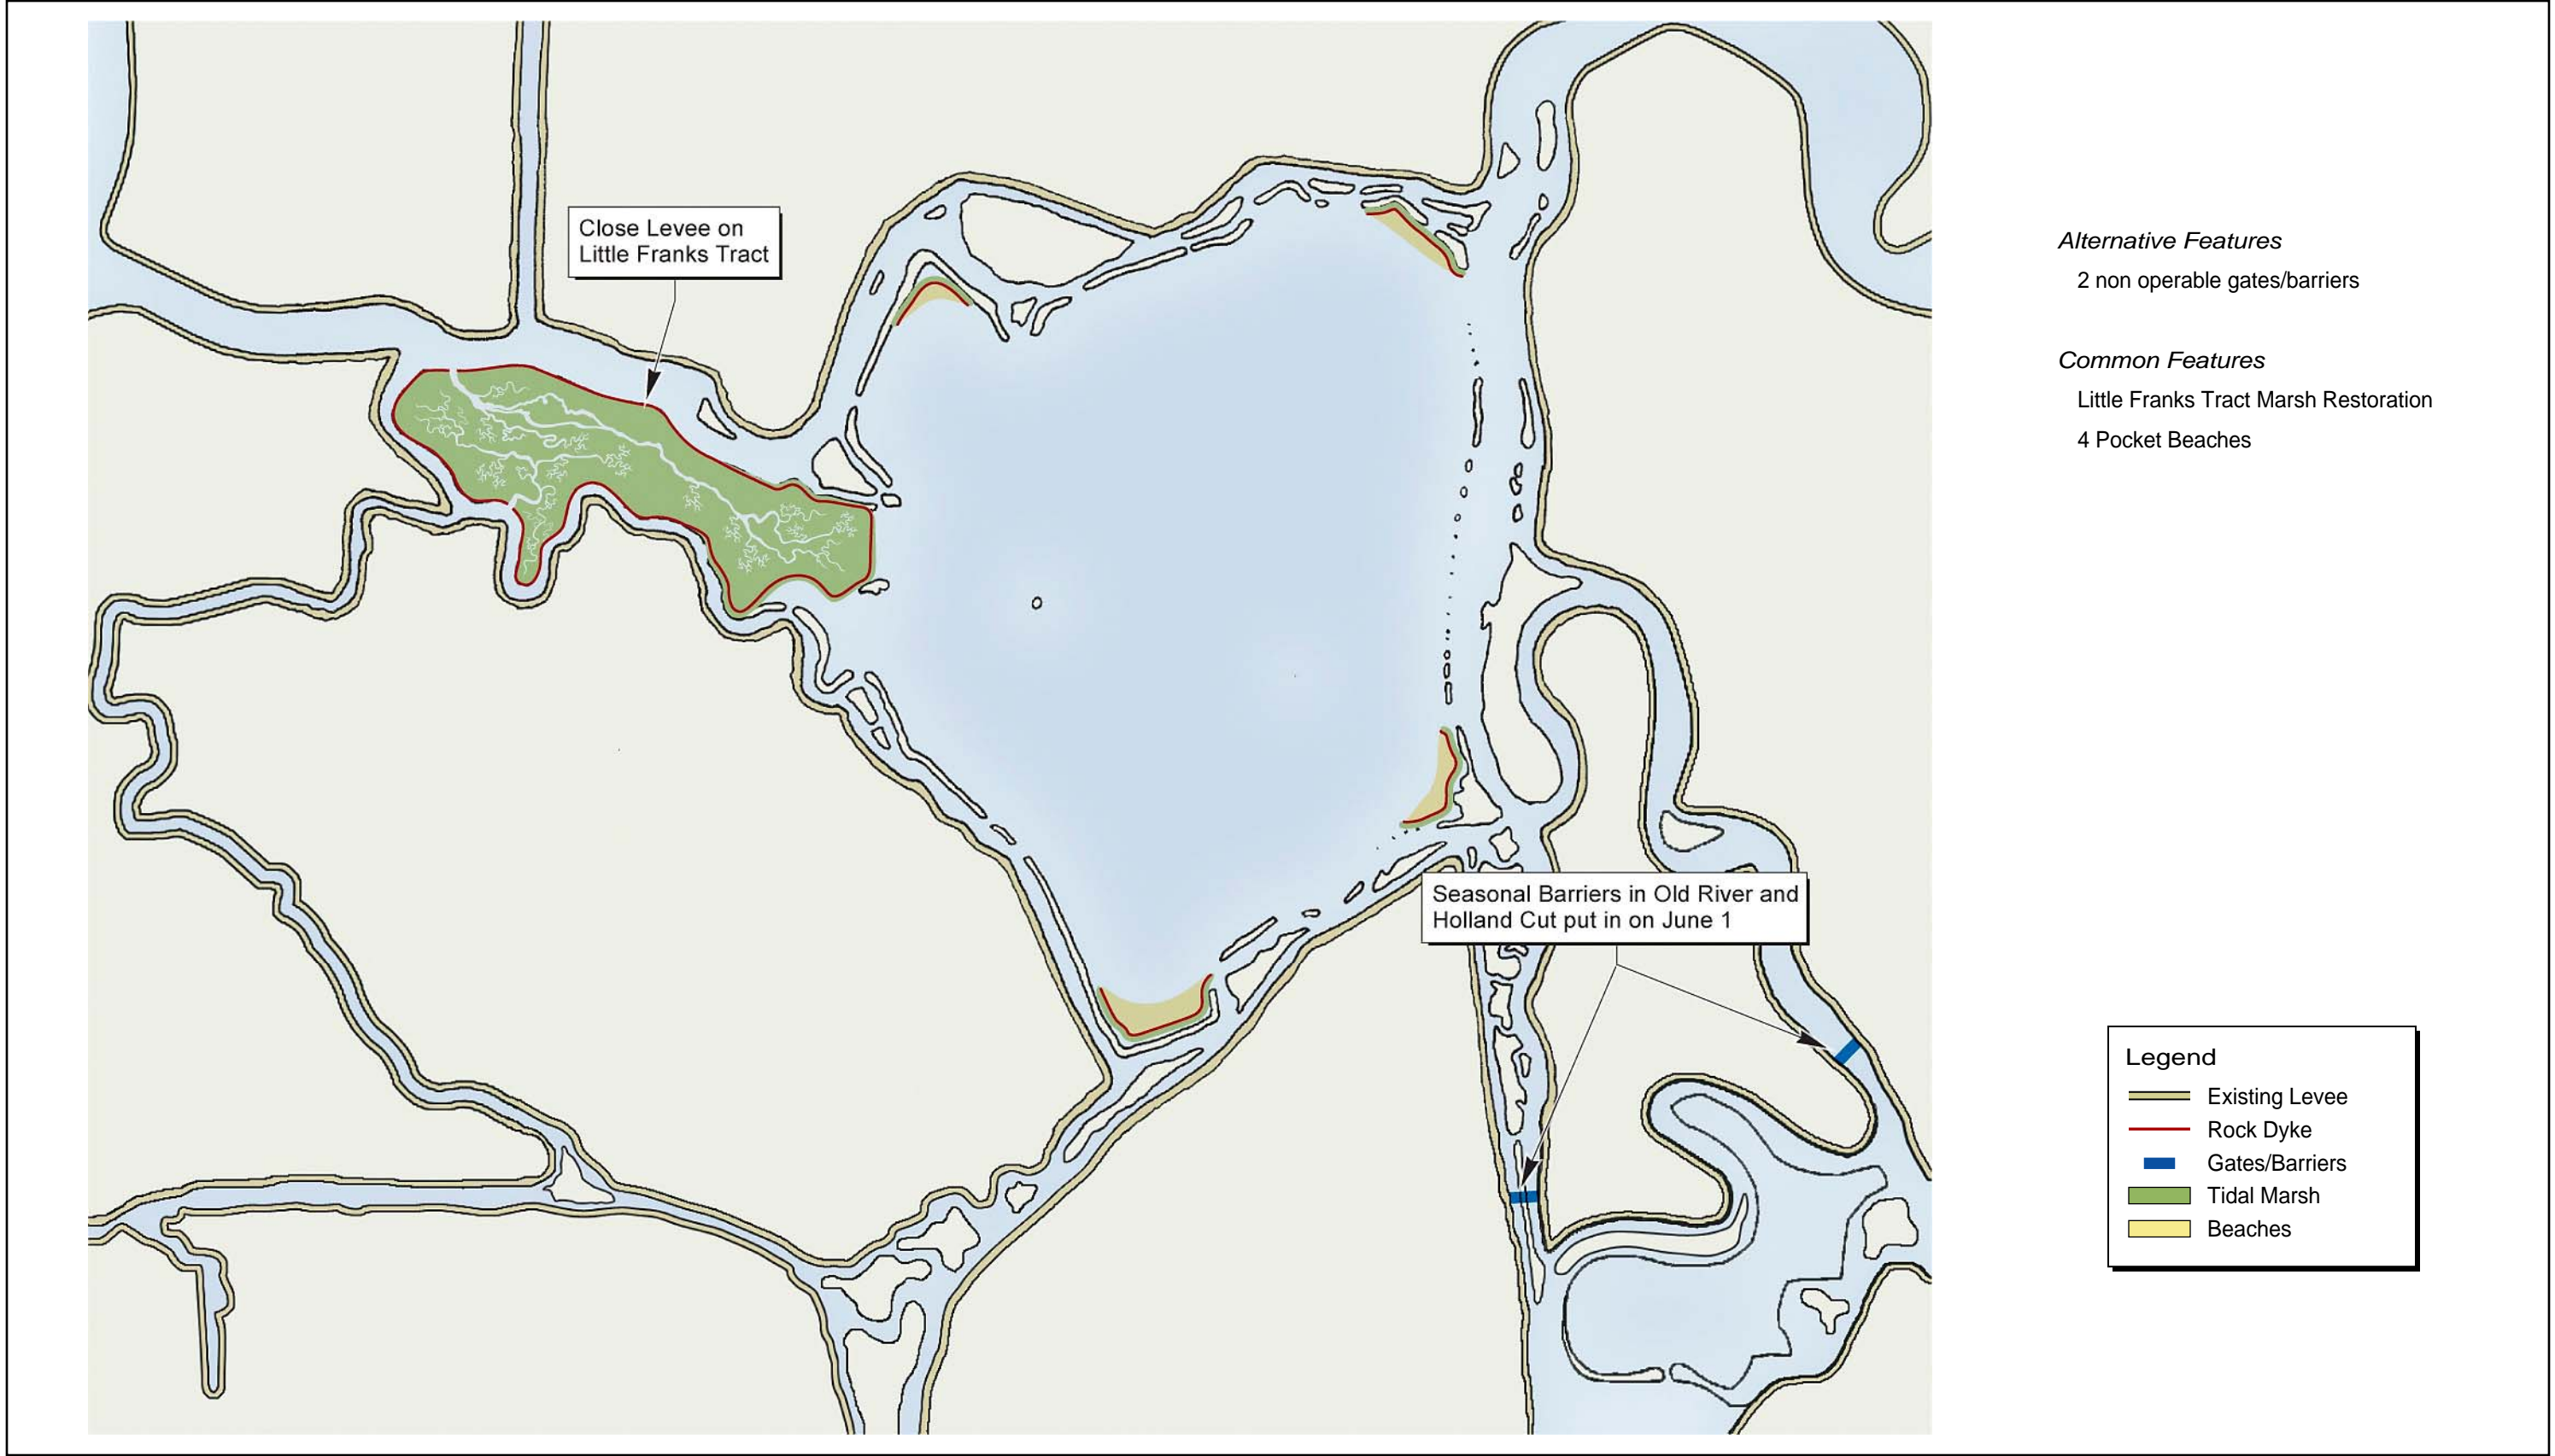 Close Levee on
Little Franks Tract
Alternative Features
2 non operable gates/barriers
Common Features
Little Franks Tract Marsh Restoration
4 Pocket Beaches
Seasonal Barriers in Old River and
Holland Cut put in on June 1
Legend
Existing Levee
Rock Dyke
Gates/Barriers
Tidal Marsh
Beaches